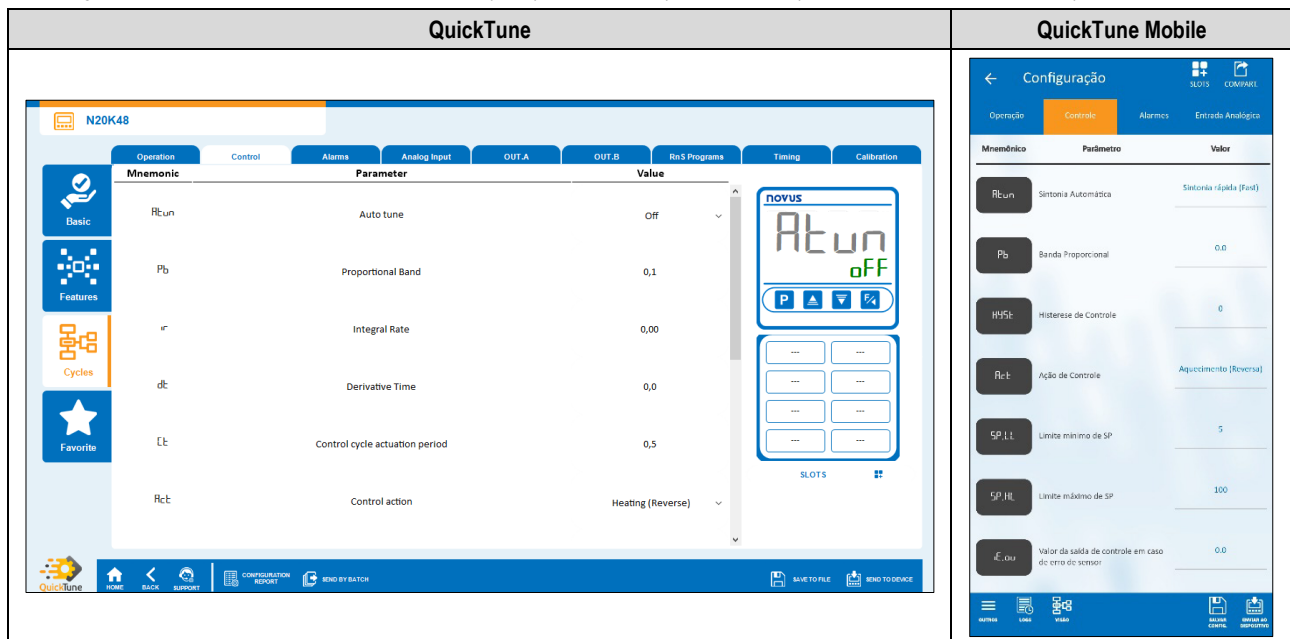 QuickTune
QuickTune Mobile
N20K48
Operation
Control
Alarms
Analog Input
OUT.A
OUT.B
RnS Programs
Timing
Calibration
Mnemonic
Parameter
Value
Basic
Features
Cycles
Favorite
Atun
Auto tune
Off
Pb
Proportional Band
0,1
ir
Integral Rate
0,00
dt
Derivative Time
0,0
Ct
Control cycle actuation period
0,5
Act
Control action
Heating (Reverse)
novus
Atun
oFF
P
F/
---
---
---
---
---
---
---
---
SLOTS
QuickTune
HOME
BACK
SUPPORT
CONFIGURATION
REPORT
SEND BY BATCH
SAVE TO FILE
SEND TO DEVICE
Configuração
SLOTS
COMPART.
Operação
Controle
Alarmes
Entrada Analógica
Mnemônico
Parâmetro
Valor
Atun
Sintonia Automática
Sintonia rápida (Fast)
Pb
Banda Proporcional
0.0
HYSt
Histerese de Controle
0
Act
Ação de Controle
Aquecimento (Reversa)
SP.LL
Limite mínimo de SP
5
SP.HL
Limite máximo de SP
100
iE.ou
Valor da saída de controle em caso
de erro de sensor
0.0
OUTROS
LOGS
VISÃO
SALVAR
CONFIG.
ENVIAR AO
DISPOSITIVO